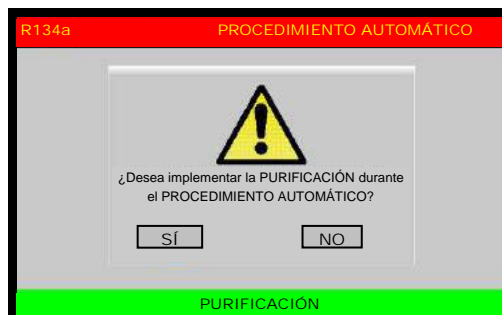 R134a PROCEDIMIENTO AUTOMÁTICO
¿Desea implementar la PURIFICACIÓN durante
el PROCEDIMIENTO AUTOMÁTICO?
SÍ NO
PURIFICACIÓN